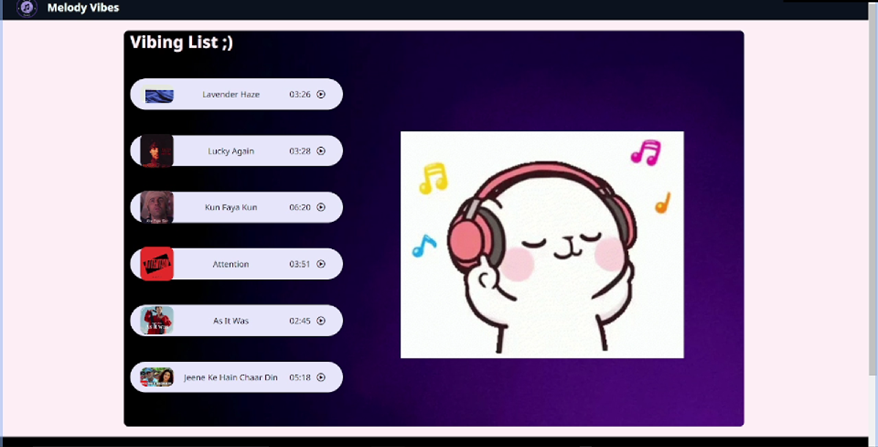 Melody Vibes
Vibing List ;)
Lavender Haze 03:26
Lucky Again 03:28
Kun Faya Kun 06:20
Attention 03:51
As It Was 02:45
Jeene Ke Hain Chaar Din 05:18